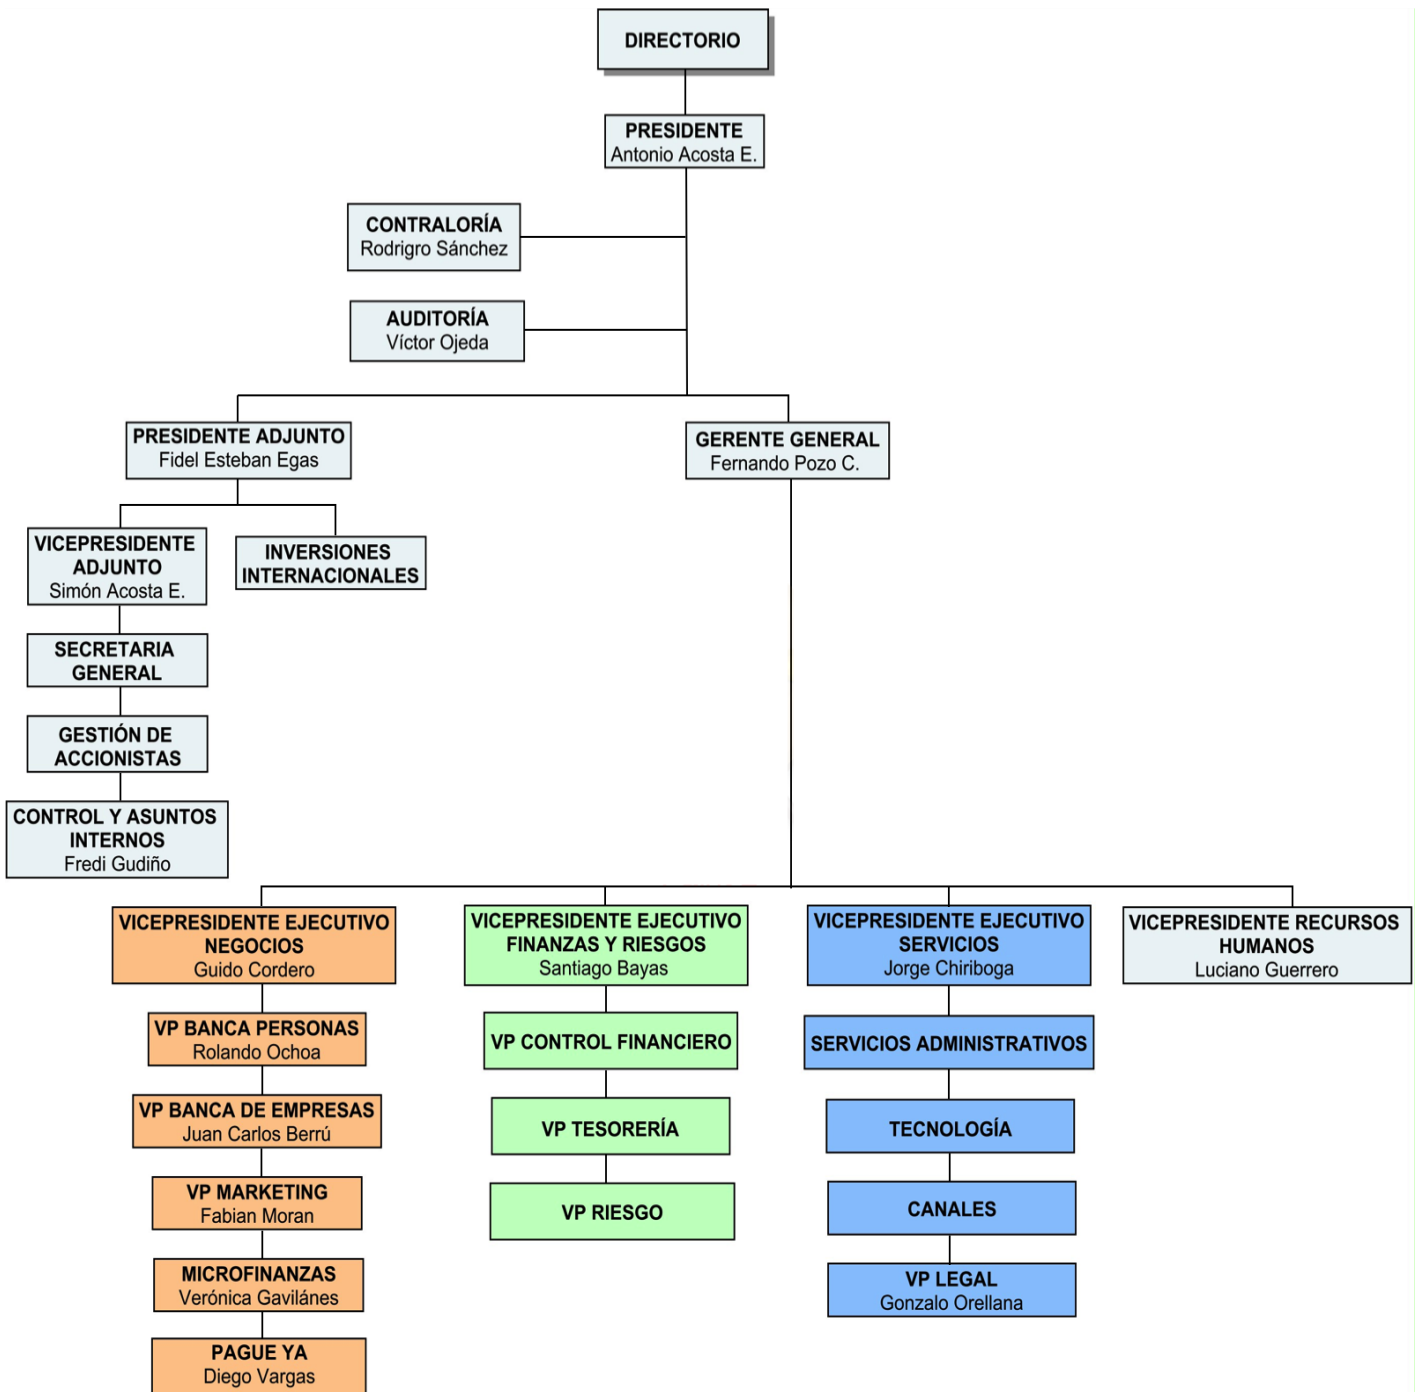 DIRECTORIO
PRESIDENTE
Antonio Acosta E.
CONTRALORÍA
Rodrigro Sánchez
AUDITORÍA
Víctor Ojeda
PRESIDENTE ADJUNTO
Fidel Esteban Egas
GERENTE GENERAL
Fernando Pozo C.
VICEPRESIDENTE
ADJUNTO
Simón Acosta E.
INVERSIONES
INTERNACIONALES
SECRETARIA
GENERAL
GESTIÓN DE
ACCIONISTAS
CONTROL Y ASUNTOS
INTERNOS
Fredi Gudiño
VICEPRESIDENTE EJECUTIVO
NEGOCIOS
Guido Cordero
VP BANCA PERSONAS
Rolando Ochoa
VP BANCA DE EMPRESAS
Juan Carlos Berrú
VP MARKETING
Fabian Moran
MICROFINANZAS
Verónica Gavilánes
PAGUE YA
Diego Vargas
VICEPRESIDENTE EJECUTIVO
FINANZAS Y RIESGOS
Santiago Bayas
VP CONTROL FINANCIERO
VP TESORERÍA
VP RIESGO
VICEPRESIDENTE EJECUTIVO
SERVICIOS
Jorge Chiriboga
SERVICIOS ADMINISTRATIVOS
TECNOLOGÍA
CANALES
VP LEGAL
Gonzalo Orellana
VICEPRESIDENTE RECURSOS
HUMANOS
Luciano Guerrero